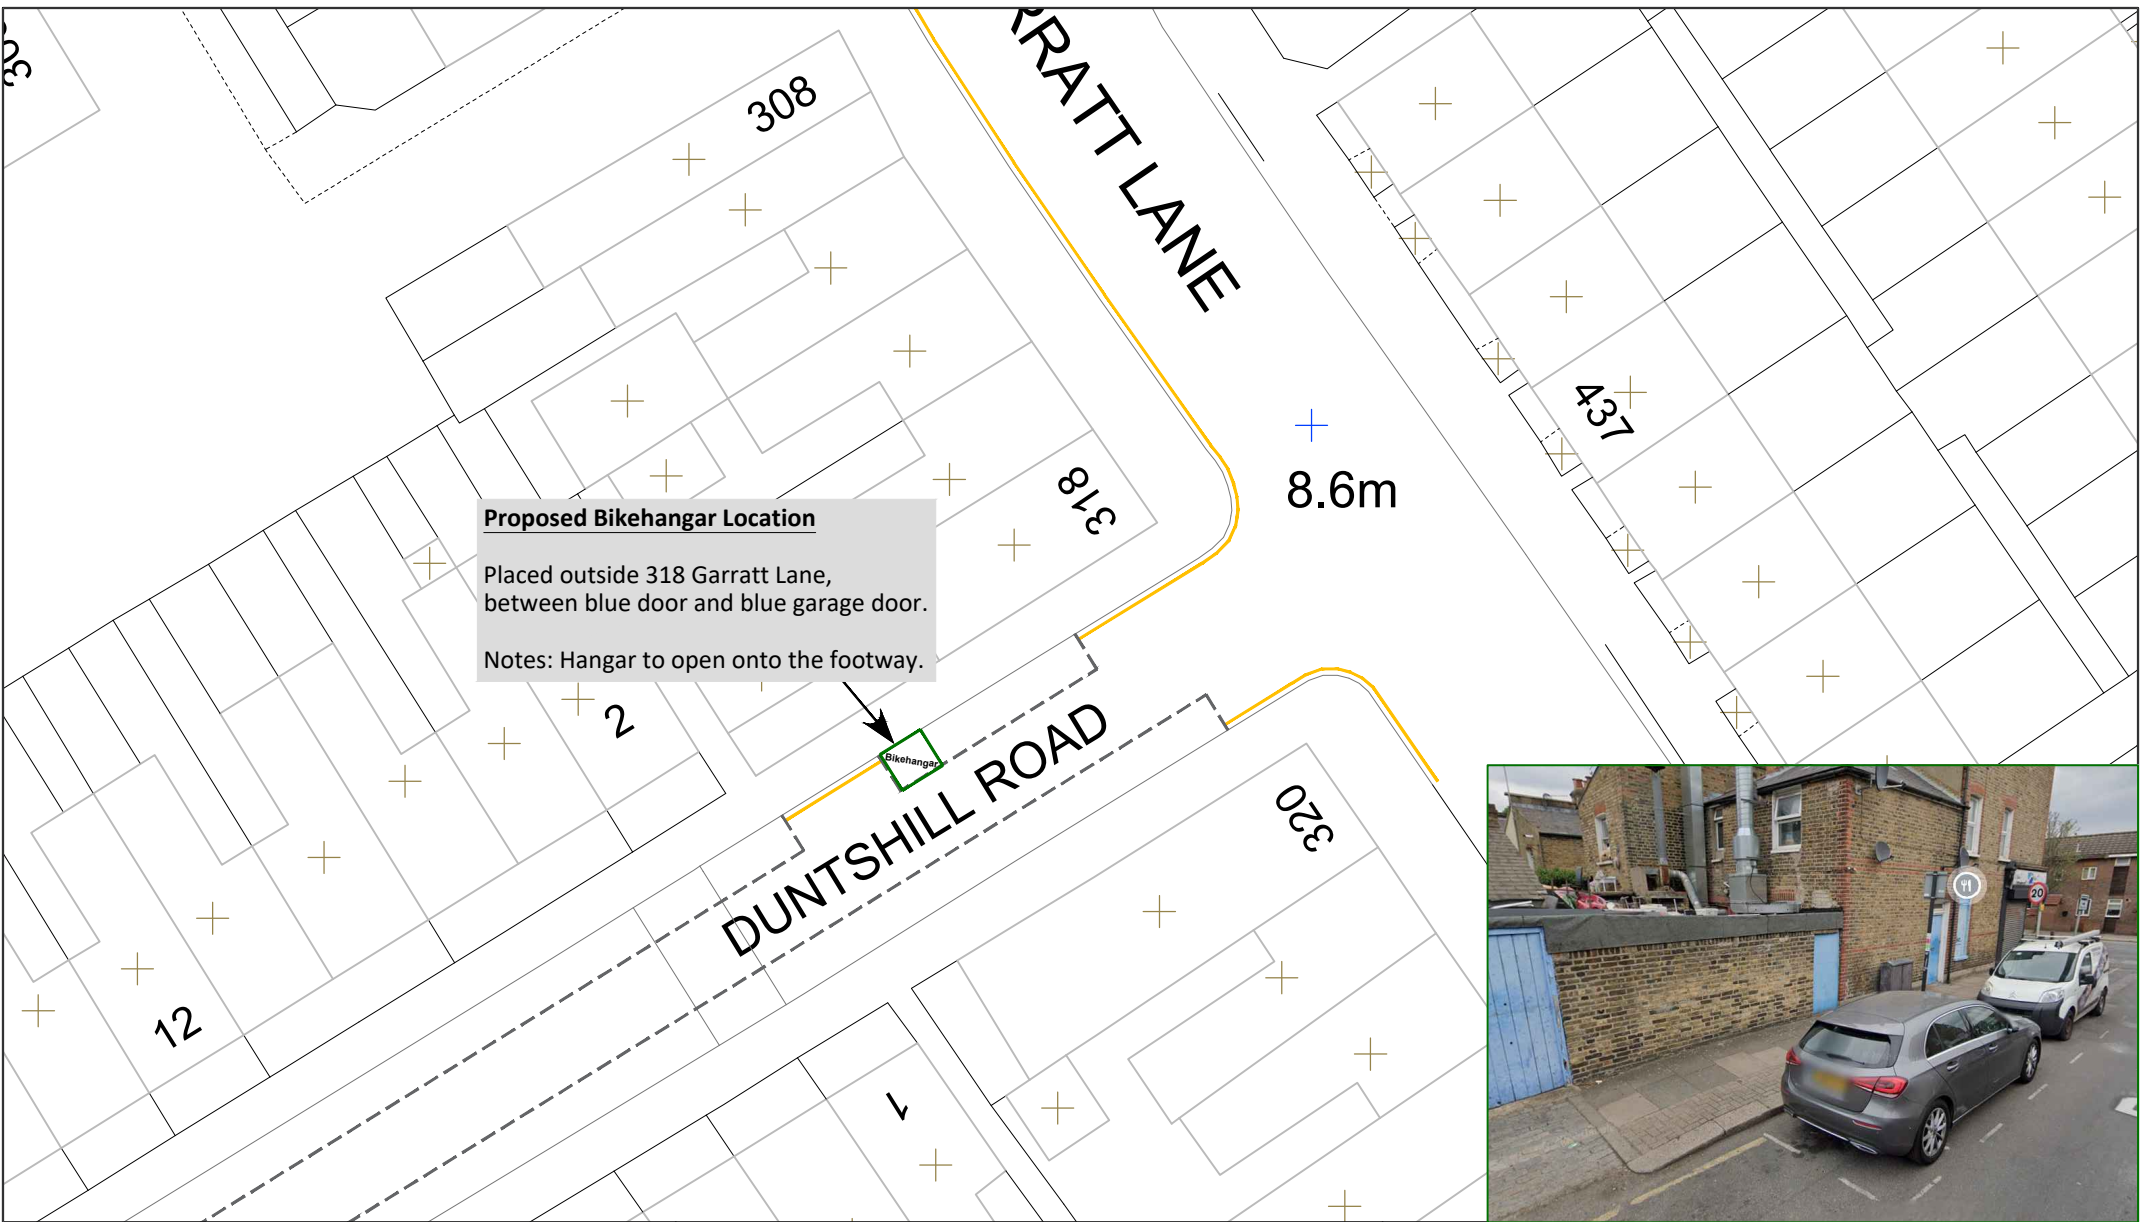 308
RRATT LANE
437
8.6m
318
Proposed Bikehangar Location
Placed outside 318 Garratt Lane,
between blue door and blue garage door.
Notes: Hangar to open onto the footway.
2
Bikehangar
DUNTSHILL ROAD
320
12
1
20